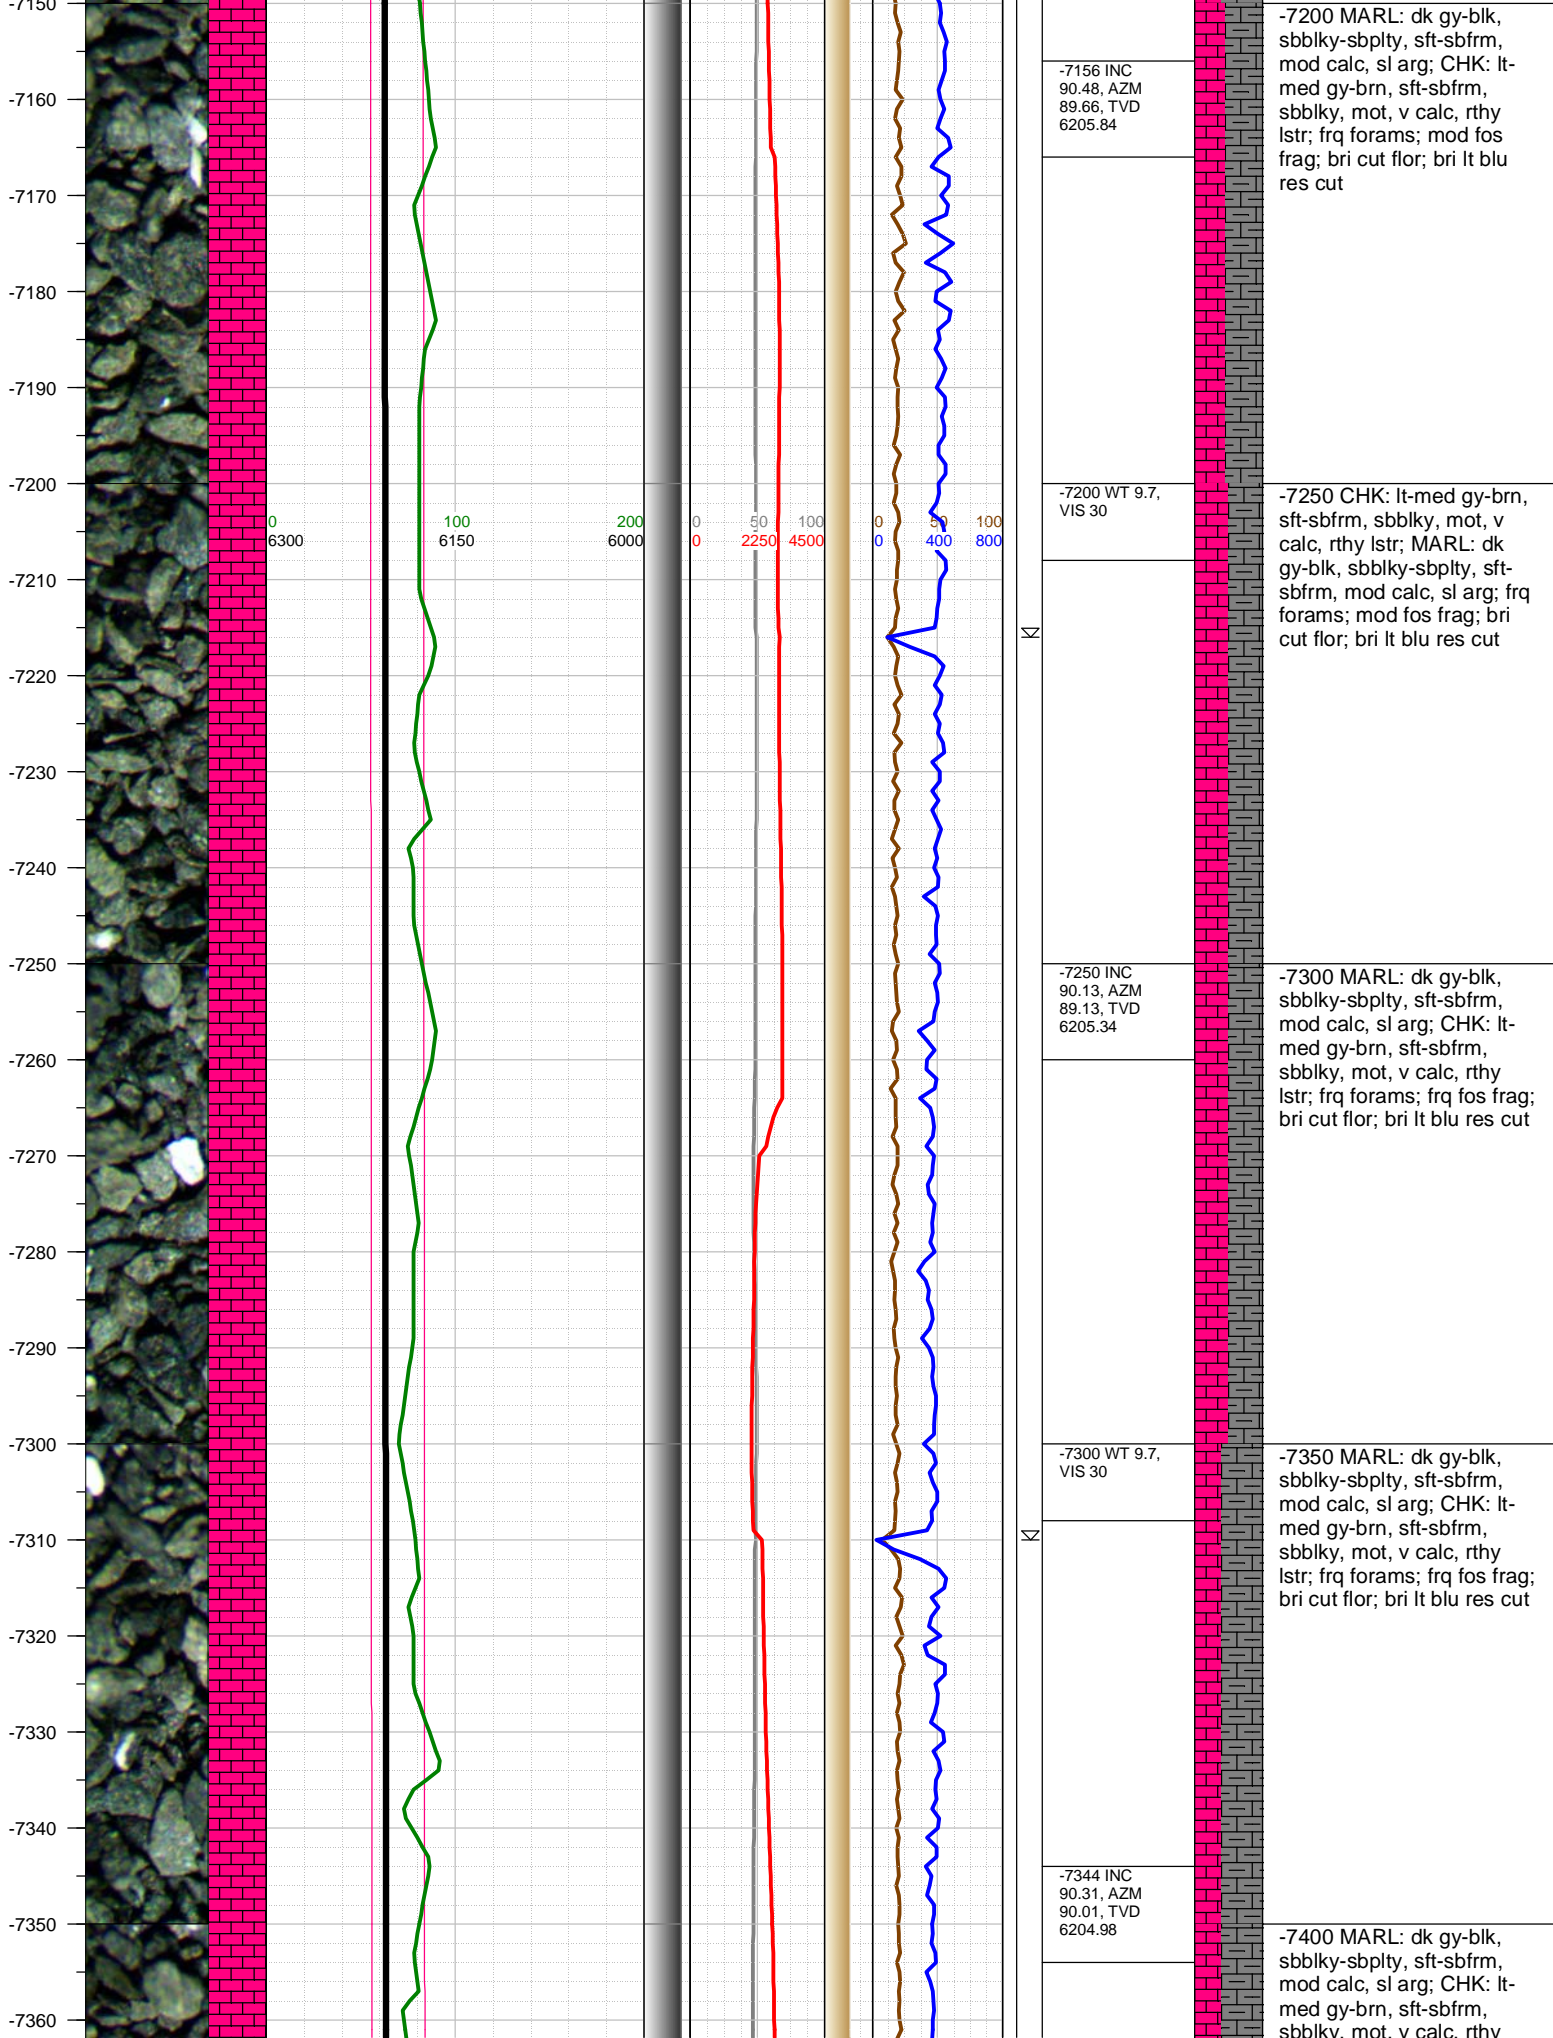 -7150
-7160
-7170
-7180
-7190
-7200
-7210
-7220
-7230
-7240
-7250
-7260
-7270
-7280
-7290
-7300
-7310
-7320
-7330
-7340
-7350
-7360
0 100 200
6300 6150 6000
0 50 100
0 2250 4500
0 50 100
0 400 800
-7156 INC
90.48, AZM
89.66, TVD
6205.84
-7200 WT 9.7,
VIS 30
-7250 INC
90.13, AZM
89.13, TVD
6205.34
-7300 WT 9.7,
VIS 30
-7344 INC
90.31, AZM
90.01, TVD
6204.98
-7200 MARL: dk gy-blk,
sbblky-sbplty, sft-sbfrm,
mod calc, sl arg; CHK: lt-
med gy-brn, sft-sbfrm,
sbblky, mot, v calc, rthy
lstr; frq forams; mod fos
frag; bri cut flor; bri lt blu
res cut
-7250 CHK: lt-med gy-brn,
sft-sbfrm, sbblky, mot, v
calc, rthy lstr; MARL: dk
gy-blk, sbblky-sbplty, sft-
sbfrm, mod calc, sl arg; frq
forams; mod fos frag; bri
cut flor; bri lt blu res cut
-7300 MARL: dk gy-blk,
sbblky-sbplty, sft-sbfrm,
mod calc, sl arg; CHK: lt-
med gy-brn, sft-sbfrm,
sbblky, mot, v calc, rthy
lstr; frq forams; frq fos frag;
bri cut flor; bri lt blu res cut
-7350 MARL: dk gy-blk,
sbblky-sbplty, sft-sbfrm,
mod calc, sl arg; CHK: lt-
med gy-brn, sft-sbfrm,
sbblky, mot, v calc, rthy
lstr; frq forams; frq fos frag;
bri cut flor; bri lt blu res cut
-7400 MARL: dk gy-blk,
sbblky-sbplty, sft-sbfrm,
mod calc, sl arg; CHK: lt-
med gy-brn, sft-sbfrm,
sbblky, mot, v calc, rthy